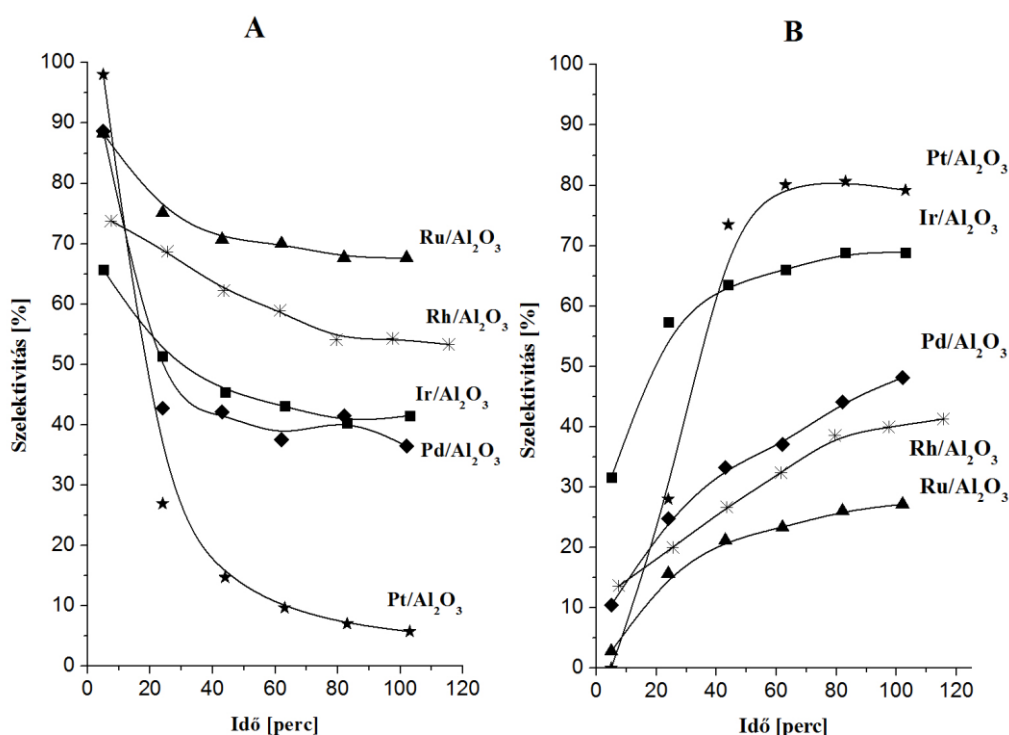 A
100
90
80
70
60
50
40
30
20
10
0
Szelektivitás [%]
Ru/Al₂O₃
Rh/Al₂O₃
Ir/Al₂O₃
Pd/Al₂O₃
Pt/Al₂O₃
0 20 40 60 80 100 120
Idő [perc]
B
100
90
80
70
60
50
40
30
20
10
0
Szelektivitás [%]
Pt/Al₂O₃
Ir/Al₂O₃
Pd/Al₂O₃
Rh/Al₂O₃
Ru/Al₂O₃
0 20 40 60 80 100 120
Idő [perc]